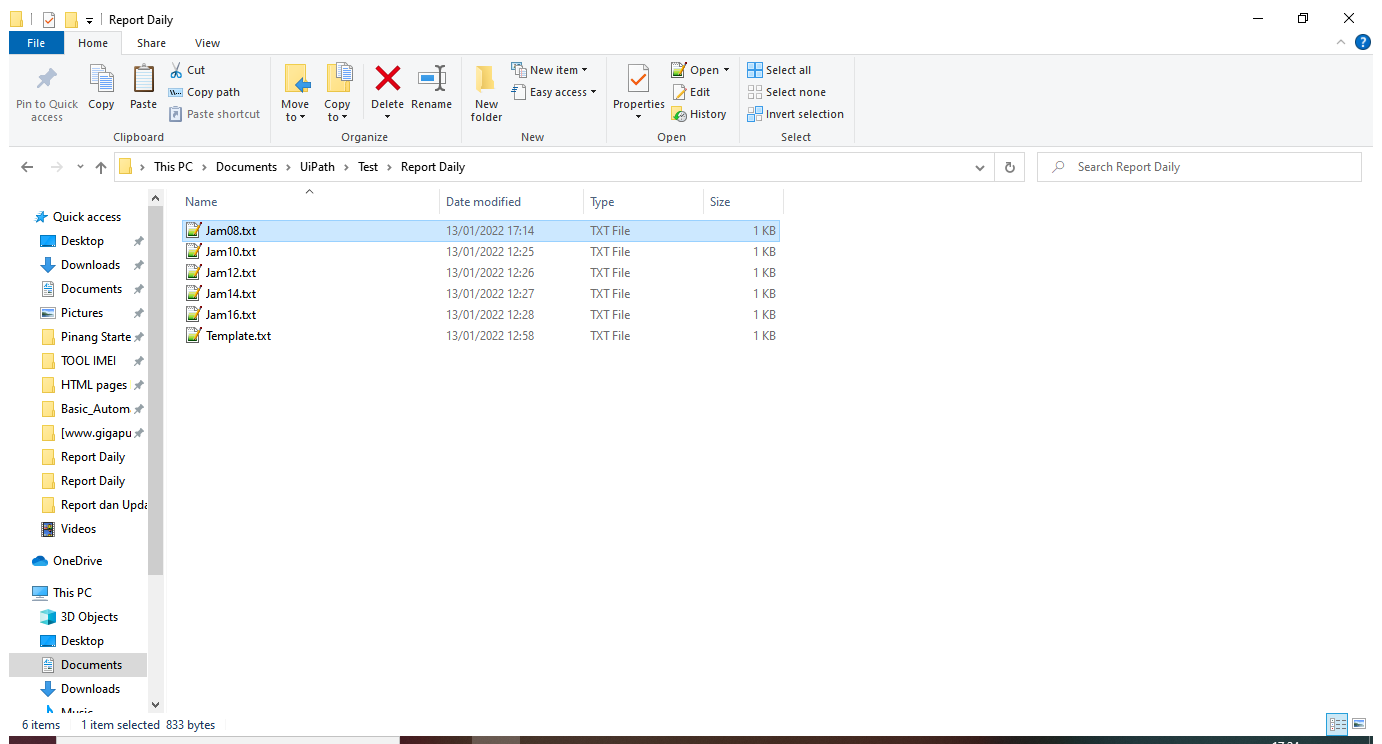 Report Daily
File Home Share View
Pin to Quick access
Copy
Paste
Cut
Copy path
Paste shortcut
Clipboard
Move to
Copy to
Delete
Rename
Organize
New folder
New item
Easy access
New
Properties
Open
Edit
History
Open
Select all
Select none
Invert selection
Select
This PC > Documents > UiPath > Test > Report Daily
Search Report Daily
Quick access
Desktop
Downloads
Documents
Pictures
Pinang Starte
TOOL IMEI
HTML pages
Basic_Autom
[www.gigapu
Report Daily
Report Daily
Report dan Upda
Videos
OneDrive
This PC
3D Objects
Desktop
Documents
Downloads
Music
Name Date modified Type Size
Jam08.txt 13/01/2022 17:14 TXT File 1 KB
Jam10.txt 13/01/2022 12:25 TXT File 1 KB
Jam12.txt 13/01/2022 12:26 TXT File 1 KB
Jam14.txt 13/01/2022 12:27 TXT File 1 KB
Jam16.txt 13/01/2022 12:28 TXT File 1 KB
Template.txt 13/01/2022 12:58 TXT File 1 KB
6 items 1 item selected 833 bytes